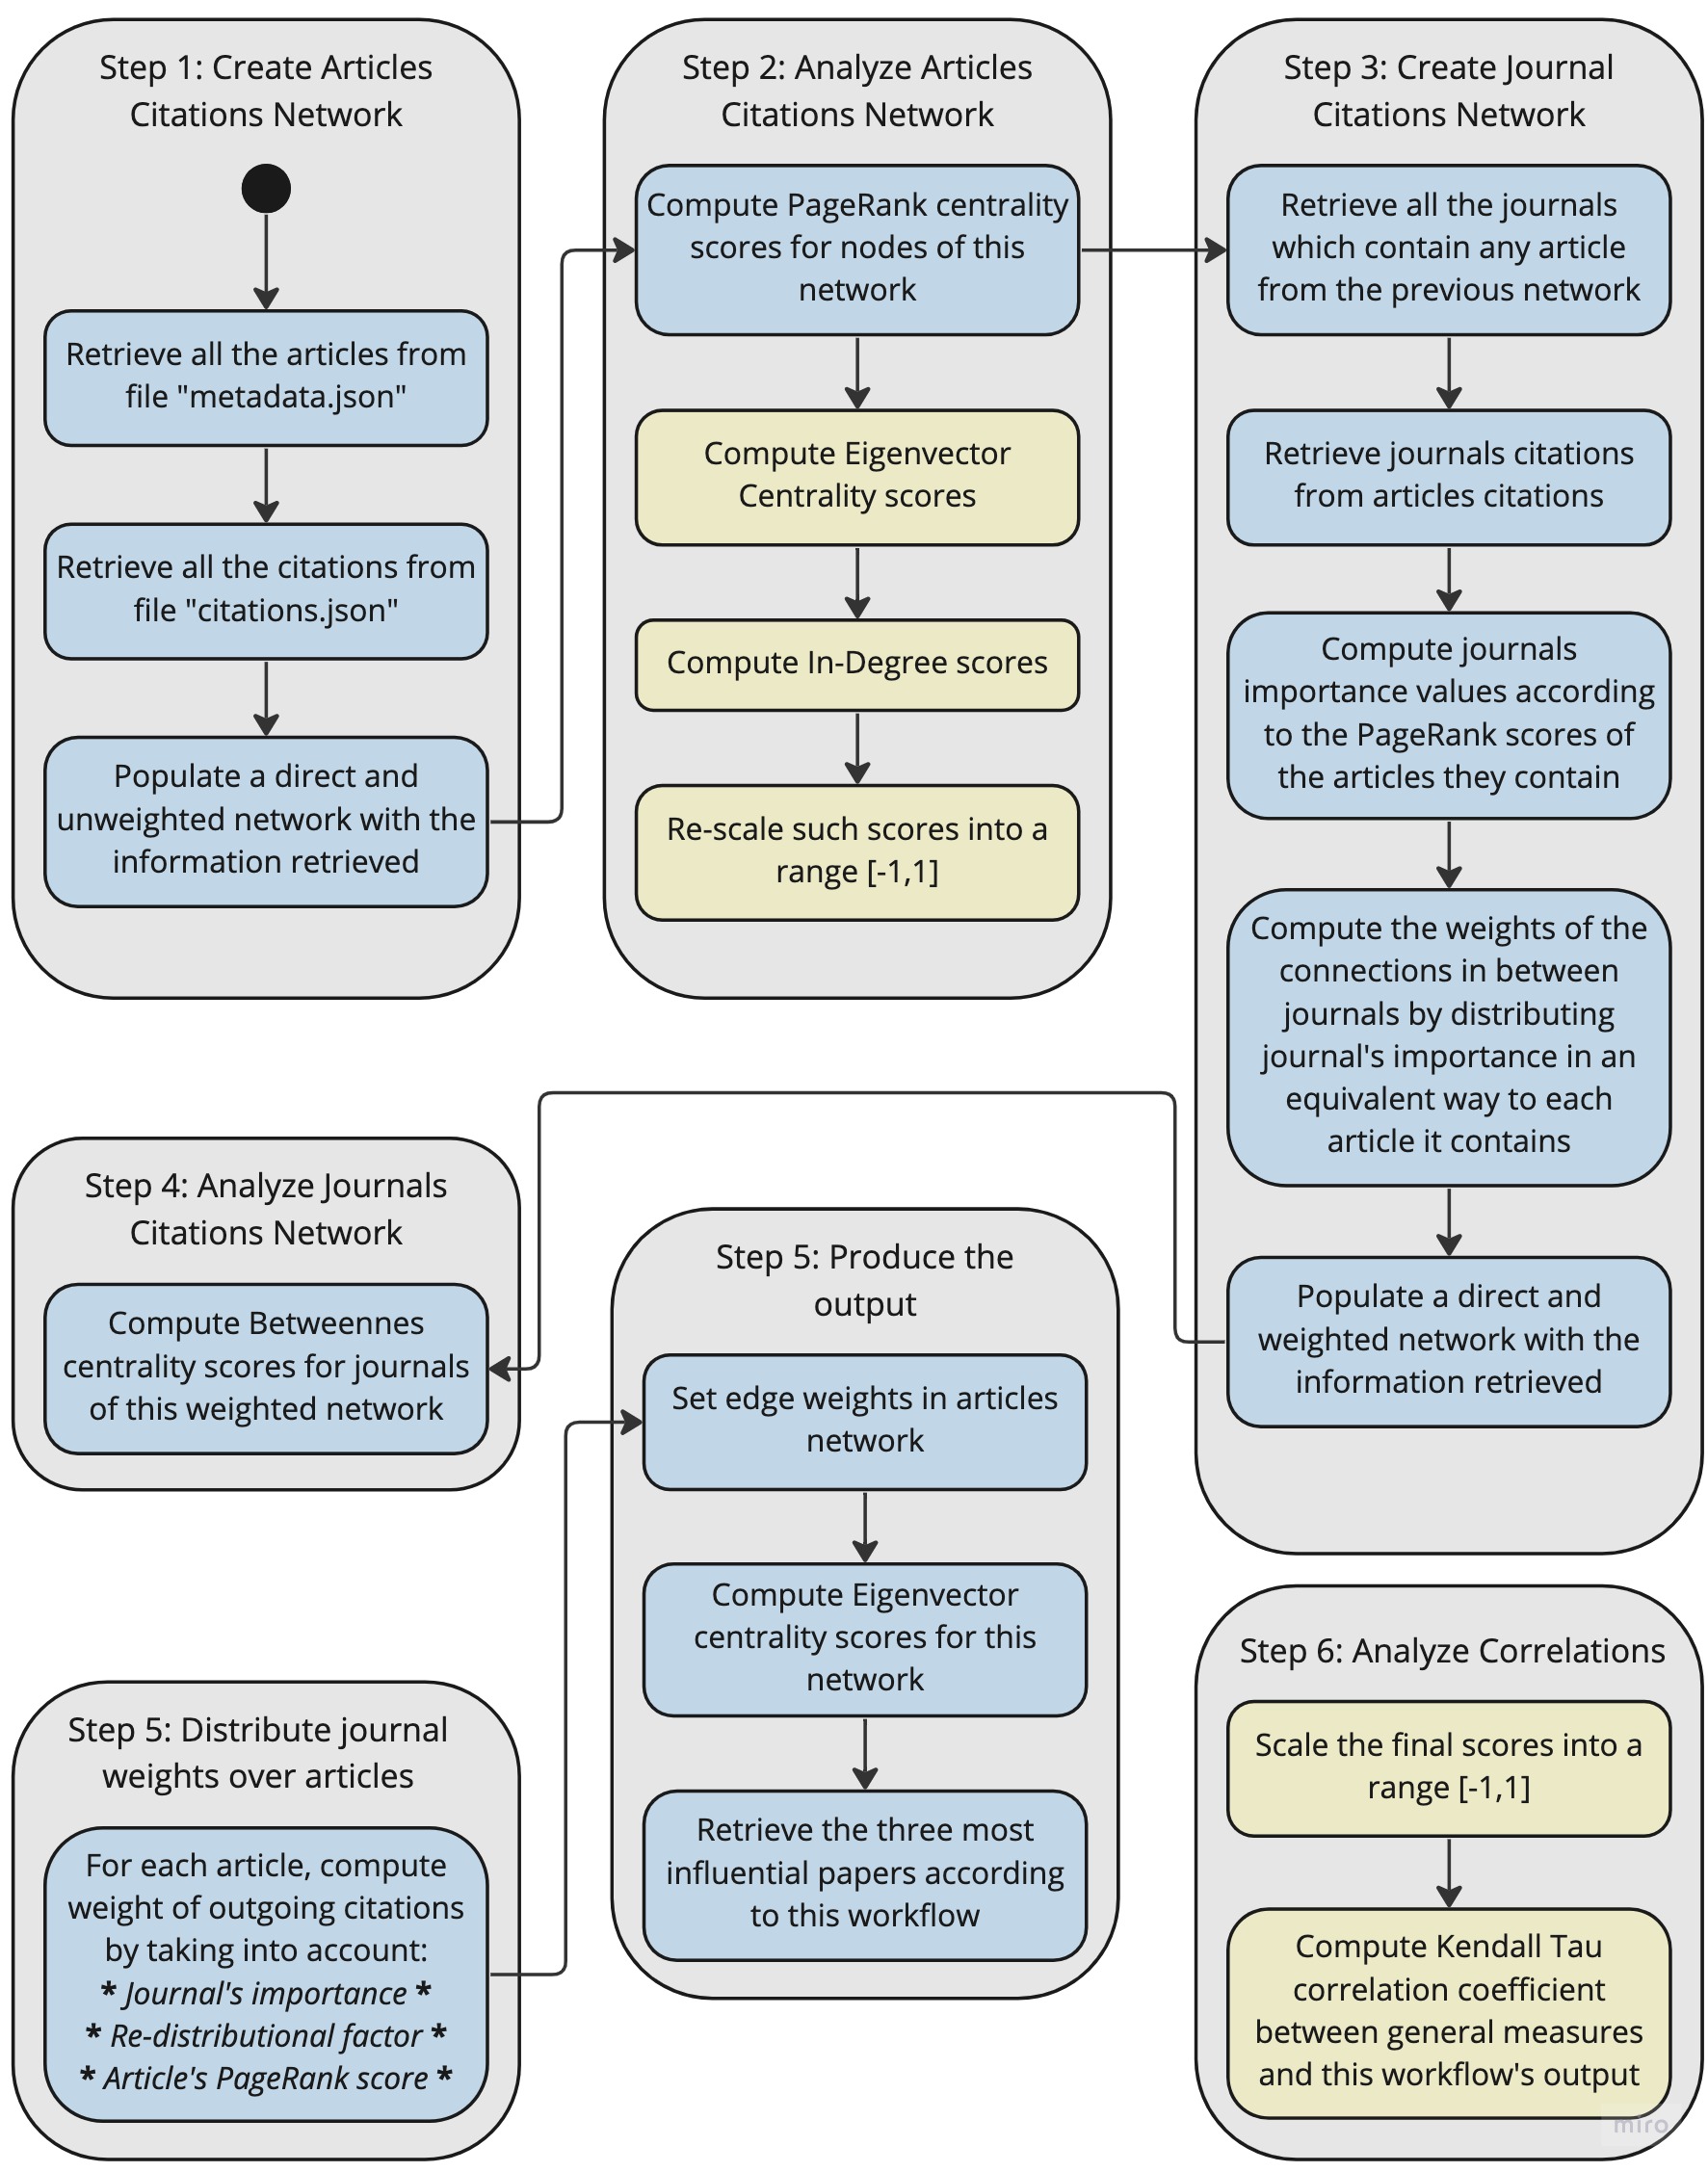 Step 1: Create Articles
Citations Network
Retrieve all the articles from
file "metadata.json"
Retrieve all the citations from
file "citations.json"
Populate a direct and
unweighted network with the
information retrieved
Step 2: Analyze Articles
Citations Network
Compute PageRank centrality
scores for nodes of this
network
Compute Eigenvector
Centrality scores
Compute In-Degree scores
Re-scale such scores into a
range [-1,1]
Step 3: Create Journal
Citations Network
Retrieve all the journals
which contain any article
from the previous network
Retrieve journals citations
from articles citations
Compute journals
importance values according
to the PageRank scores of
the articles they contain
Compute the weights of the
connections in between
journals by distributing
journal's importance in an
equivalent way to each
article it contains
Populate a direct and
weighted network with the
information retrieved
Step 4: Analyze Journals
Citations Network
Compute Betweennes
centrality scores for journals
of this weighted network
Step 5: Distribute journal
weights over articles
For each article, compute
weight of outgoing citations
by taking into account:
* Journal's importance *
* Re-distributional factor *
* Article's PageRank score *
Step 5: Produce the
output
Set edge weights in articles
network
Compute Eigenvector
centrality scores for this
network
Retrieve the three most
influential papers according
to this workflow
Step 6: Analyze Correlations
Scale the final scores into a
range [-1,1]
Compute Kendall Tau
correlation coefficient
between general measures
and this workflow's output
miro